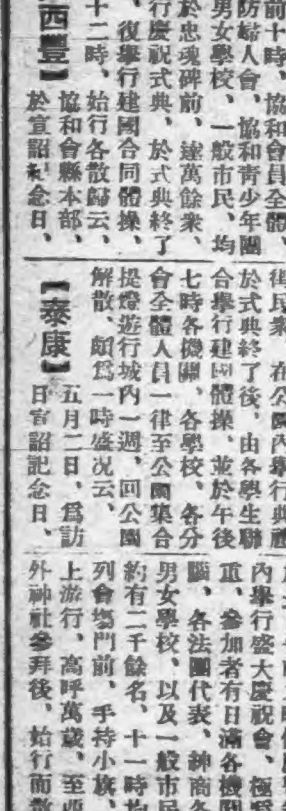 前十時、協和會員全體、
防婦人會、協和青少年團
男女學校、一般市民、均
於忠魂碑前、達萬餘衆、
行慶祝式典、於式典終了
、復舉行建國合同體操、
十二時、始行各散歸云、
【西豐】協和會縣本部、
於宣詔紀念日、
民衆、在公園內舉行典禮
於式典終了後、由各學生聯
合舉行建國體操、並於午後
七時各機關、各學校、各分
會全體人員一律至公園集合
提燈遊行城內一週、回公園
解散、頗爲一時盛况云、
【泰康】五月二日、爲訪
日宣詔記念日、
內舉行盛大慶祝會、極
重、參加者有日滿各機關
腦、各法團代表、紳商各
男女學校、以及一般市民
約有二千餘名、十一時均
列會塲門前、手持小旗、
上游行、高呼萬歲、至西
外神社參拜後、始行而散